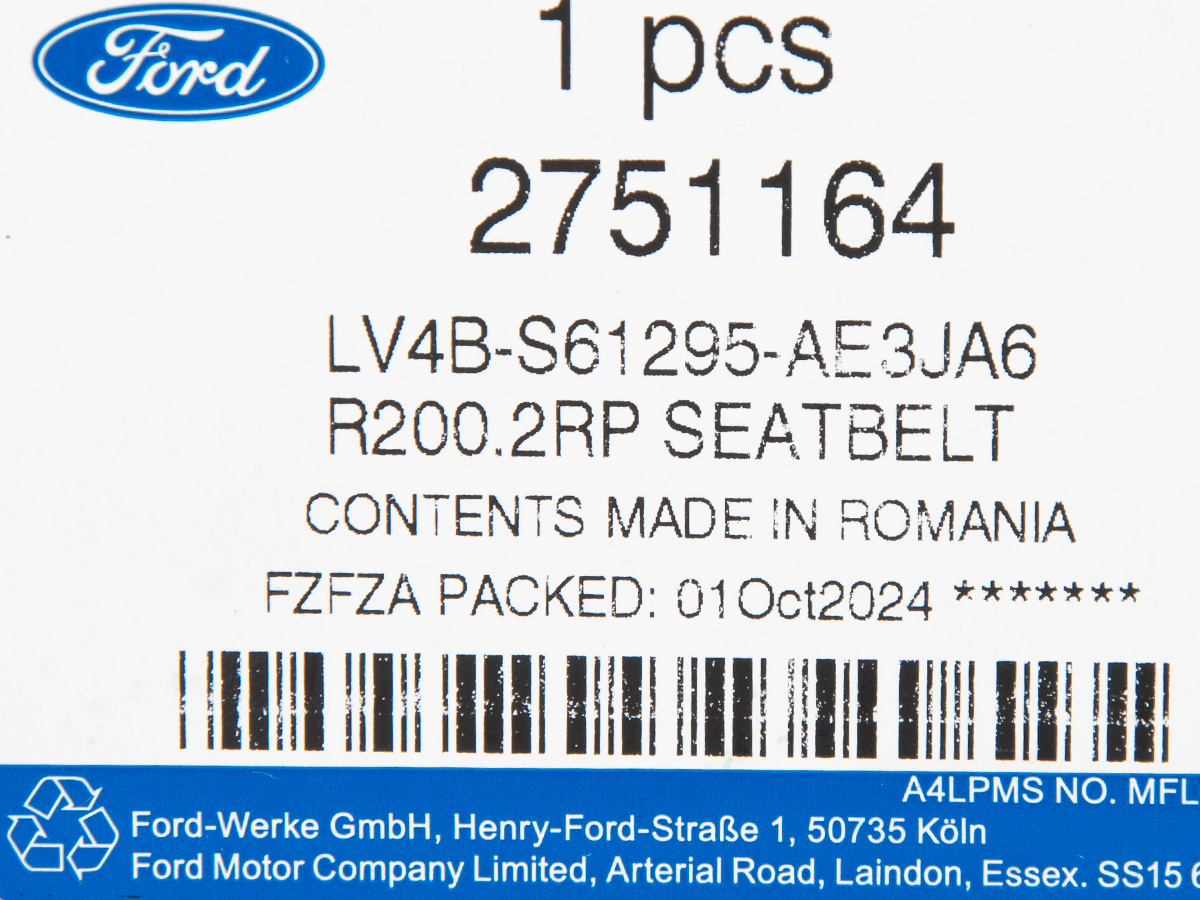 Ford
1 pcs
2751164
LV4B-S61295-AE3JA6
R200.2RP SEATBELT
CONTENTS MADE IN ROMANIA
FZFZA PACKED: 01Oct2024 *******
A4LPMS NO. MFL
Ford-Werke GmbH, Henry-Ford-Straße 1, 50735 Köln
Ford Motor Company Limited, Arterial Road, Laindon, Essex. SS15 6